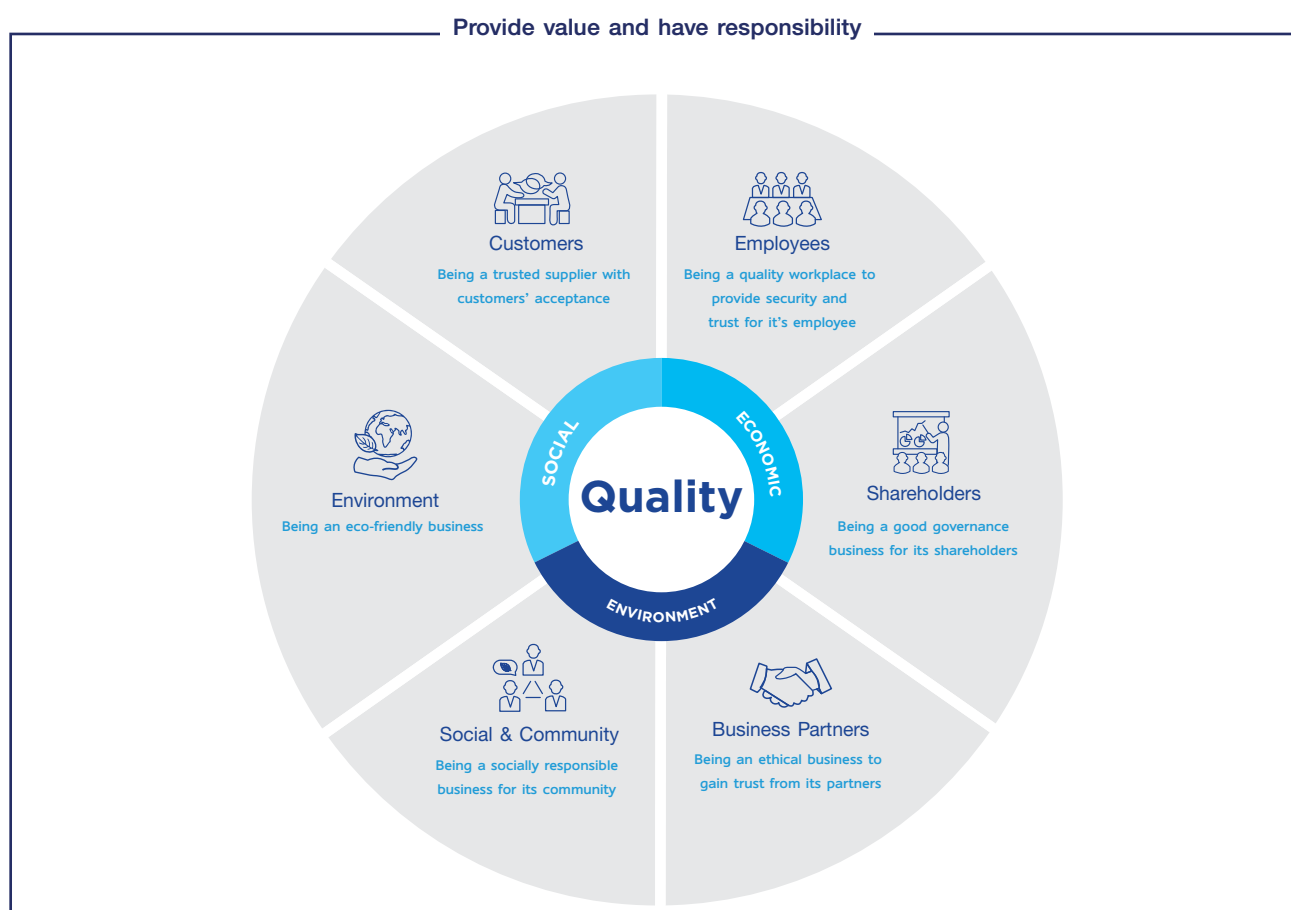 Provide value and have responsibility
Customers
Being a trusted supplier with
customers’ acceptance
Employees
Being a quality workplace to
provide security and
trust for it’s employee
Environment
Being an eco-friendly business
SOCIAL
ECONOMIC
Quality
ENVIRONMENT
Shareholders
Being a good governance
business for its shareholders
Social & Community
Being a socially responsible
business for its community
Business Partners
Being an ethical business to
gain trust from its partners